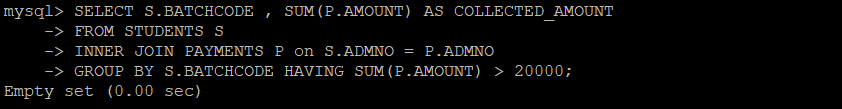 mysql> SELECT S.BATCHCODE , SUM(P.AMOUNT) AS COLLECTED_AMOUNT
    -> FROM STUDENTS S
    -> INNER JOIN PAYMENTS P on S.ADMNO = P.ADMNO
    -> GROUP BY S.BATCHCODE HAVING SUM(P.AMOUNT) > 20000;
Empty set (0.00 sec)